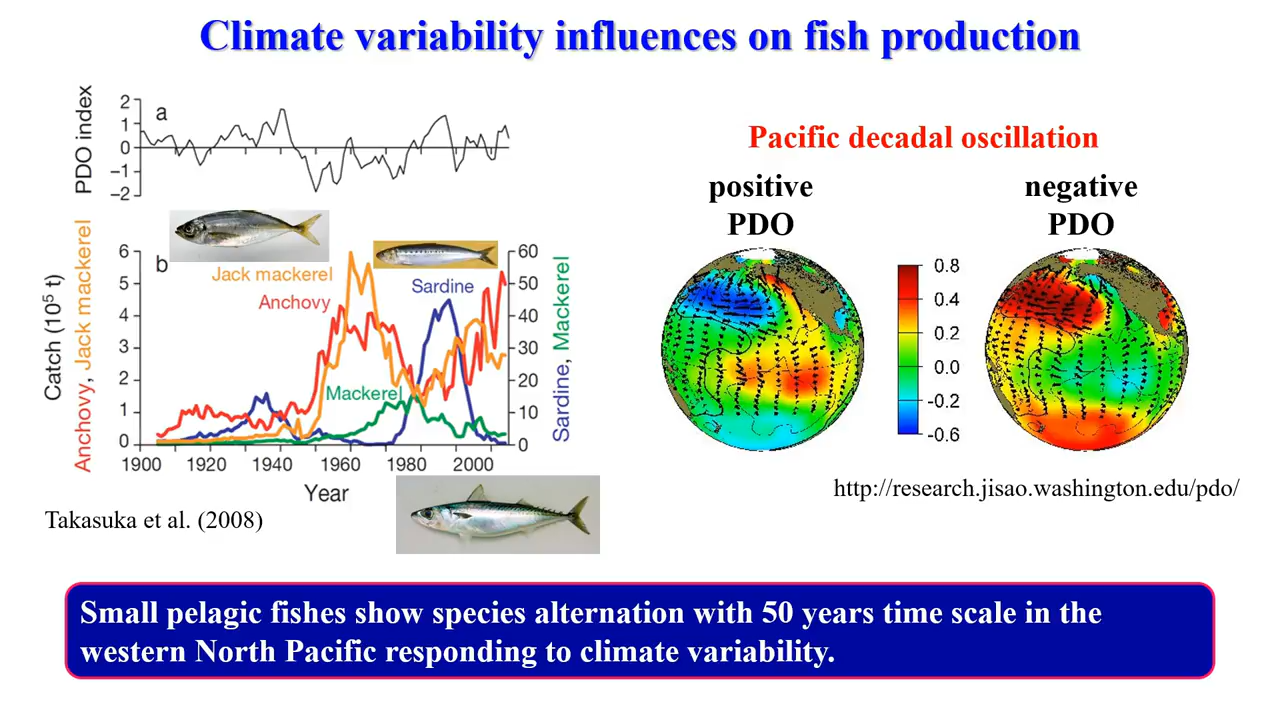 Climate variability influences on fish production
PDO index
2
1
0
−1
−2
a
Catch (10⁵ t)
Anchovy, Jack mackerel
6
5
4
3
2
1
0
b
Jack mackerel
Anchovy
Sardine
Mackerel
60
50
40
30
20
10
0
Sardine, Mackerel
1900 1920 1940 1960 1980 2000
Year
Takasuka et al. (2008)
Pacific decadal oscillation
positive
PDO
negative
PDO
0.8
0.4
0.2
0.0
-0.2
-0.6
http://research.jisao.washington.edu/pdo/
Small pelagic fishes show species alternation with 50 years time scale in the
western North Pacific responding to climate variability.